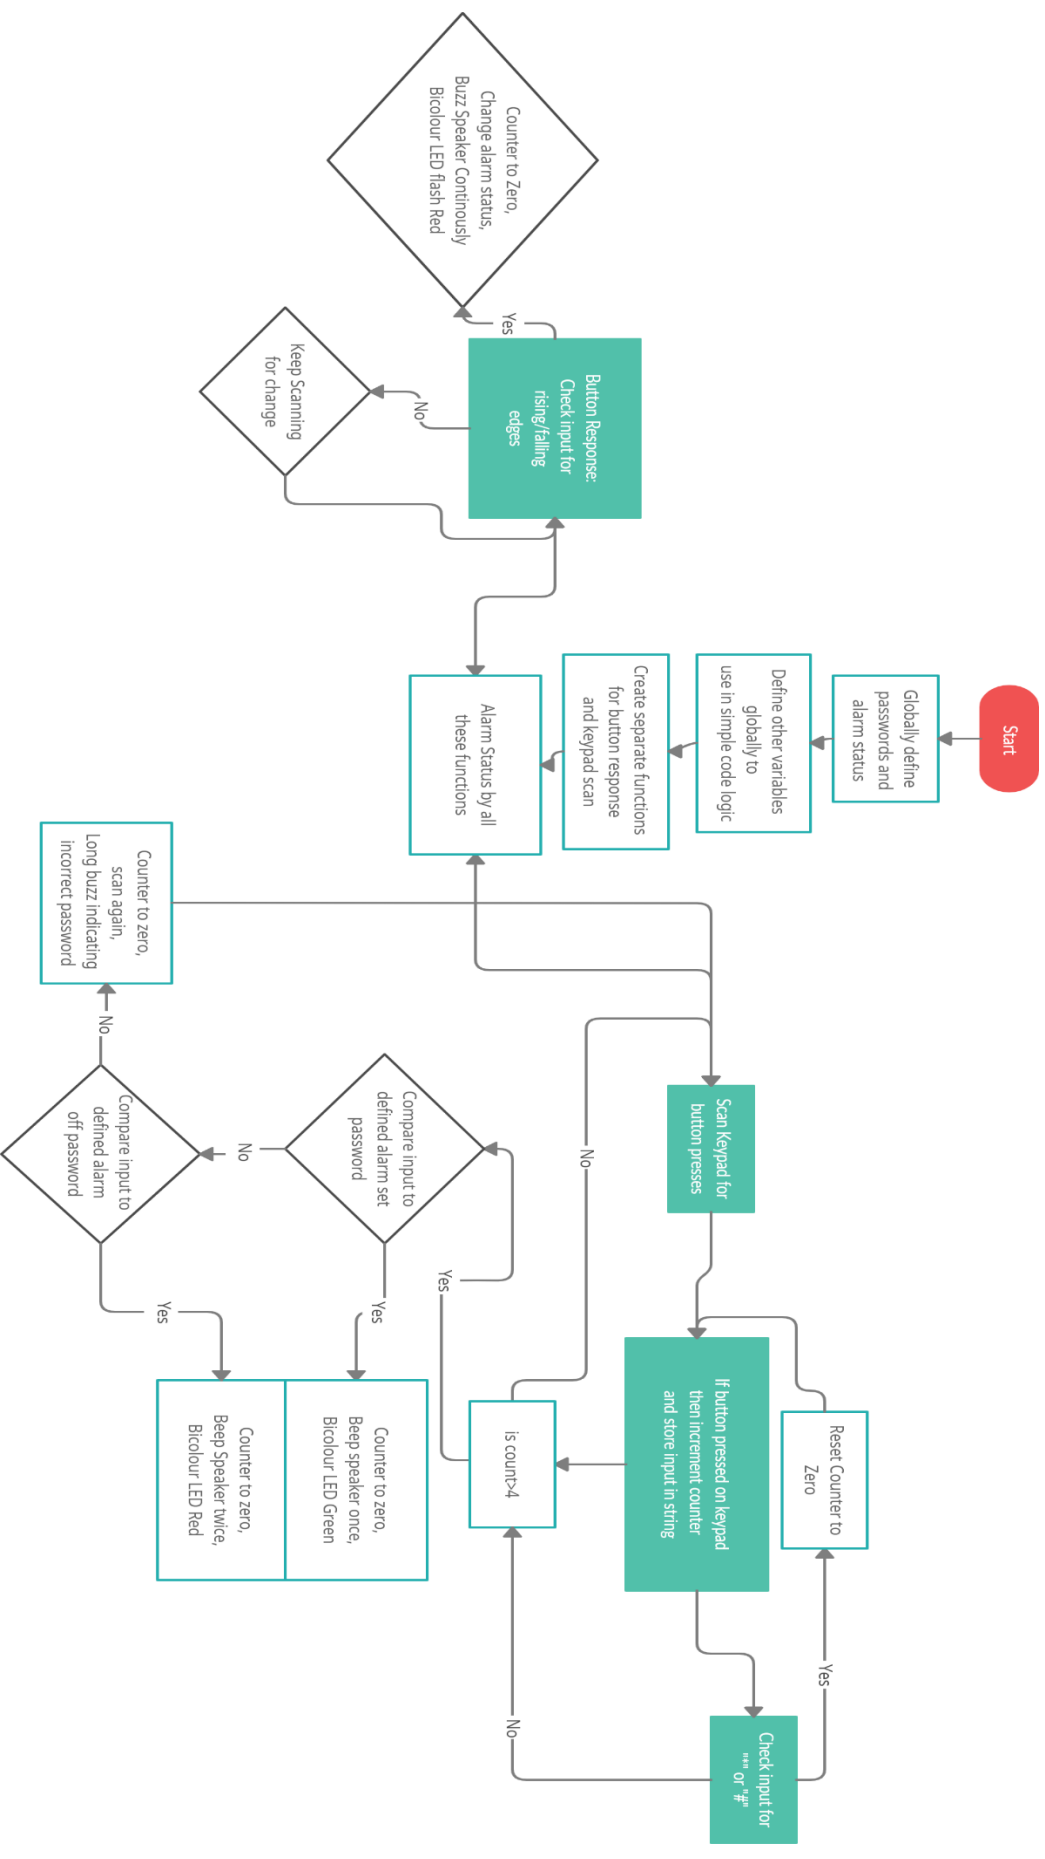 Start
Globally define
passwords and
alarm status
Define other variables
globally to
use in simple code logic
Create separate functions
for button response
and keypad scan
Alarm Status by all
these functions
Button Response:
Check input for
rising/falling
edges
Yes
Counter to Zero,
Change alarm status,
Buzz Speaker Continously
Bicolour LED flash Red
No
Keep Scanning
for change
Scan Keypad for
button presses
If button pressed on keypad
then increment counter
and store input in string
Reset Counter to
Zero
Yes
Check input for
"*" or "#"
No
is count>4
No
Yes
Compare input to
defined alarm set
password
Yes
Counter to zero,
Beep speaker once,
Bicolour LED Green
No
Compare input to
defined alarm
off password
Yes
Counter to zero,
Beep Speaker twice,
Bicolour LED Red
No
Counter to zero,
scan again,
Long buzz indicating
incorrect password